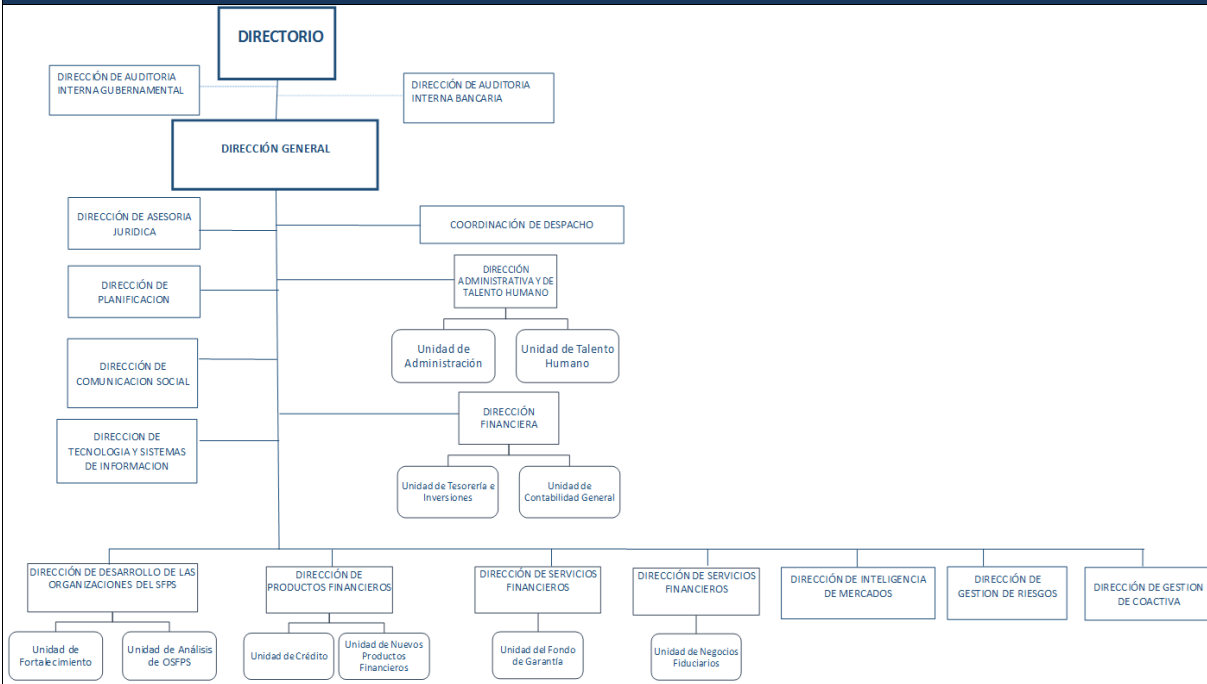 DIRECTORIO
DIRECCIÓN DE AUDITORIA
INTERNA GUBERNAMENTAL
DIRECCIÓN DE AUDITORIA
INTERNA BANCARIA
DIRECCIÓN GENERAL
DIRECCIÓN DE ASESORIA
JURIDICA
COORDINACIÓN DE DESPACHO
DIRECCIÓN DE
PLANIFICACION
DIRECCIÓN
ADMINISTRATIVA Y DE
TALENTO HUMANO
Unidad de
Administración
Unidad de Talento
Humano
DIRECCIÓN DE
COMUNICACION SOCIAL
DIRECCIÓN
FINANCIERA
DIRECCION DE
TECNOLOGIA Y SISTEMAS
DE INFORMACION
Unidad de Tesorería e
Inversiones
Unidad de
Contabilidad General
DIRECCIÓN DE DESARROLLO DE LAS
ORGANIZACIONES DEL SFPS
DIRECCIÓN DE
PRODUCTOS FINANCIEROS
DIRECCIÓN DE SERVICIOS
FINANCIEROS
DIRECCIÓN DE SERVICIOS
FINANCIEROS
DIRECCIÓN DE INTELIGENCIA
DE MERCADOS
DIRECCIÓN DE
GESTION DE RIESGOS
DIRECCIÓN DE GESTION
DE COACTIVA
Unidad de
Fortalecimiento
Unidad de Análisis
de OSFPS
Unidad de Crédito
Unidad de Nuevos
Productos
Financieros
Unidad del Fondo
de Garantía
Unidad de Negocios
Fiduciarios